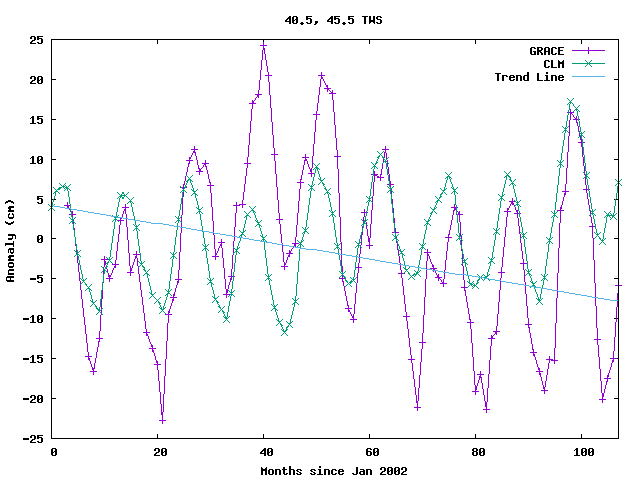 40.5, 45.5 TWS
GRACE
CLM
Trend Line
25
20
15
10
5
0
-5
-10
-15
-20
-25
Anomaly (cm)
0 20 40 60 80 100
Months since Jan 2002